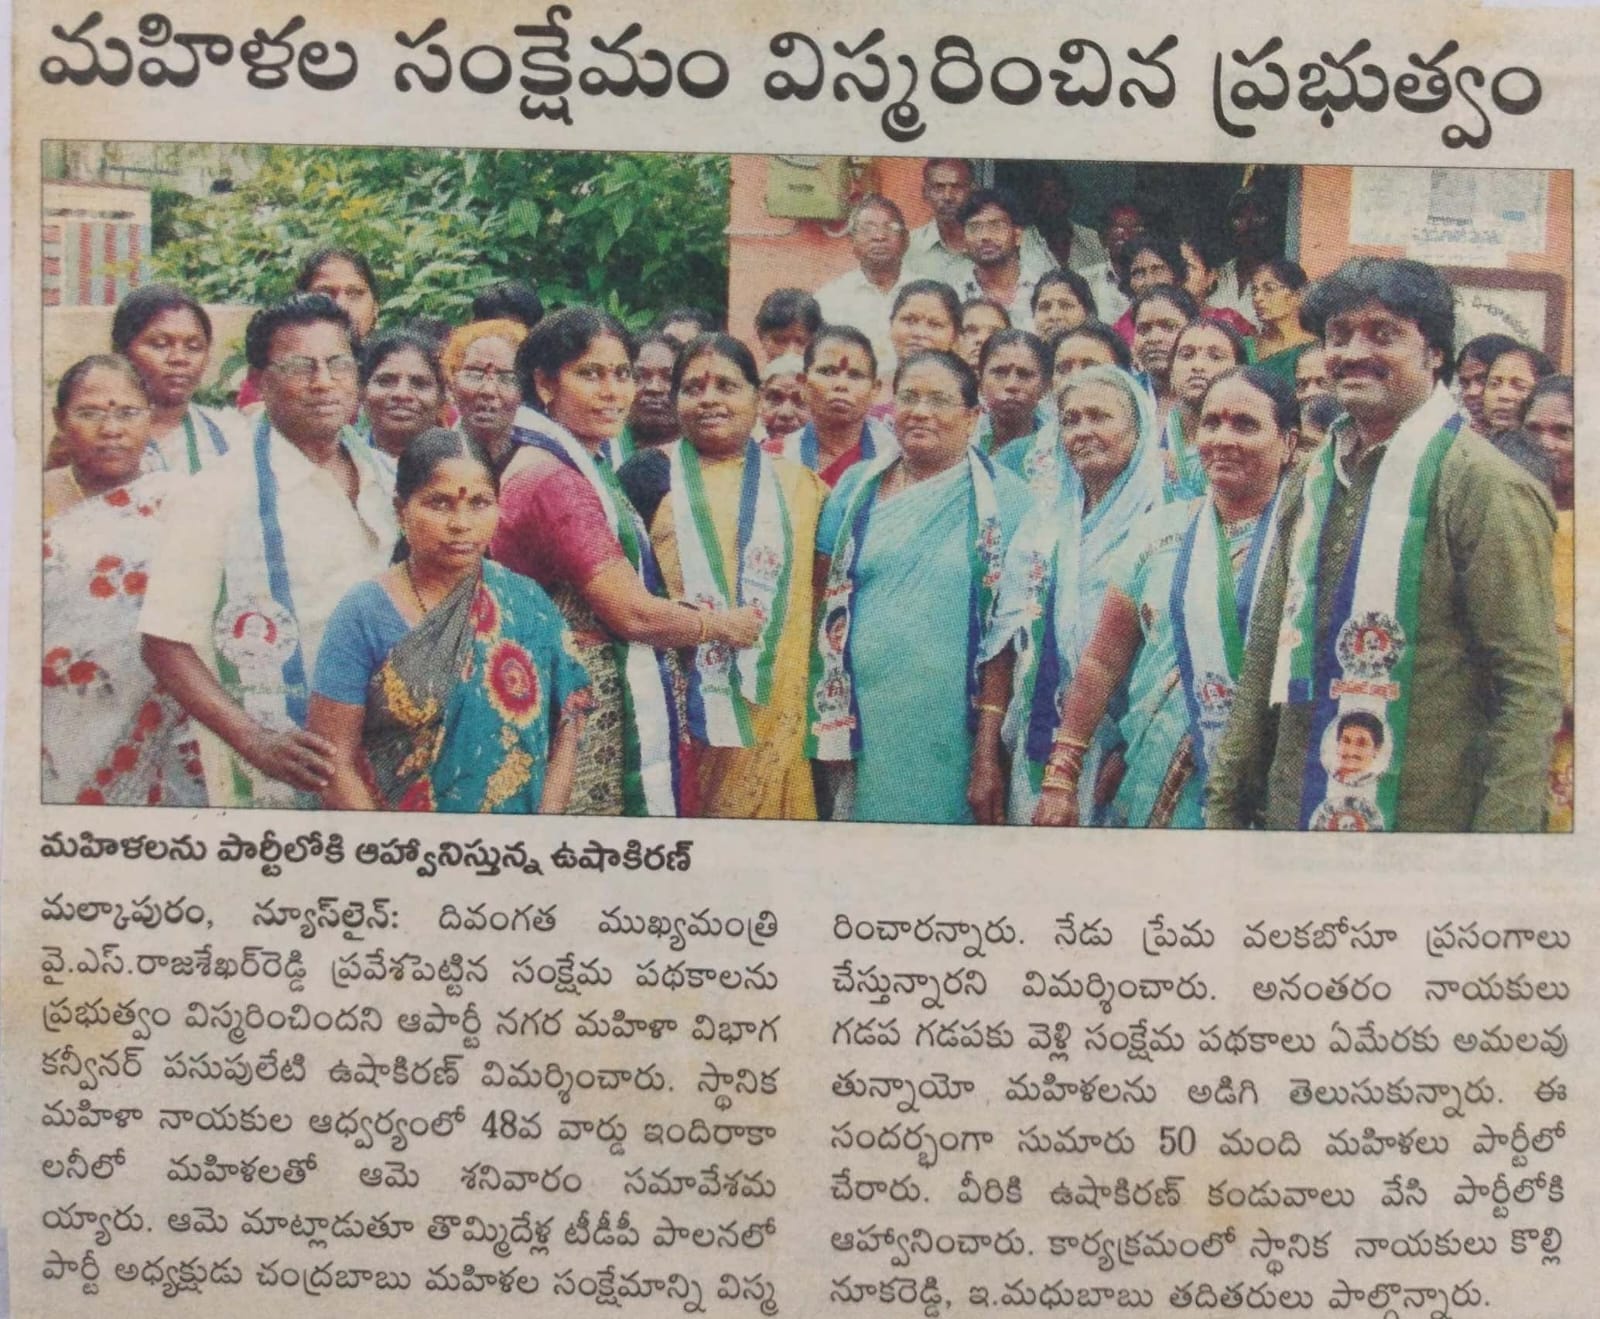 మహిళల సంక్షేమం విస్మరించిన ప్రభుత్వం
మహిళలను పార్టీలోకి ఆహ్వానిస్తున్న ఉషాకిరణ్
మల్కాపురం, న్యూస్‌లైన్: దివంగత ముఖ్యమంత్రి
వై.ఎస్.రాజశేఖర్‌రెడ్డి ప్రవేశపెట్టిన సంక్షేమ పథకాలను
ప్రభుత్వం విస్మరించిందని ఆపార్టీ నగర మహిళా విభాగ
కన్వీనర్ పసుపులేటి ఉషాకిరణ్ విమర్శించారు. స్థానిక
మహిళా నాయకుల ఆధ్వర్యంలో 48వ వార్డు ఇందిరాకా
లనీలో మహిళలతో ఆమె శనివారం సమావేశమ
య్యారు. ఆమె మాట్లాడుతూ తొమ్మిదేళ్ల టీడీపీ పాలనలో
పార్టీ అధ్యక్షుడు చంద్రబాబు మహిళల సంక్షేమాన్ని విస్మ
రించారన్నారు. నేడు ప్రేమ వలకబోసూ ప్రసంగాలు
చేస్తున్నారని విమర్శించారు. అనంతరం నాయకులు
గడప గడపకు వెళ్లి సంక్షేమ పథకాలు ఏమేరకు అమలవు
తున్నాయో మహిళలను అడిగి తెలుసుకున్నారు. ఈ
సందర్భంగా సుమారు 50 మంది మహిళలు పార్టీలో
చేరారు. వీరికి ఉషాకిరణ్ కండువాలు వేసి పార్టీలోకి
ఆహ్వానించారు. కార్యక్రమంలో స్థానిక నాయకులు కొల్లి
నూకరెడ్డి, ఇ.మధుబాబు తదితరులు పాల్గొన్నారు.